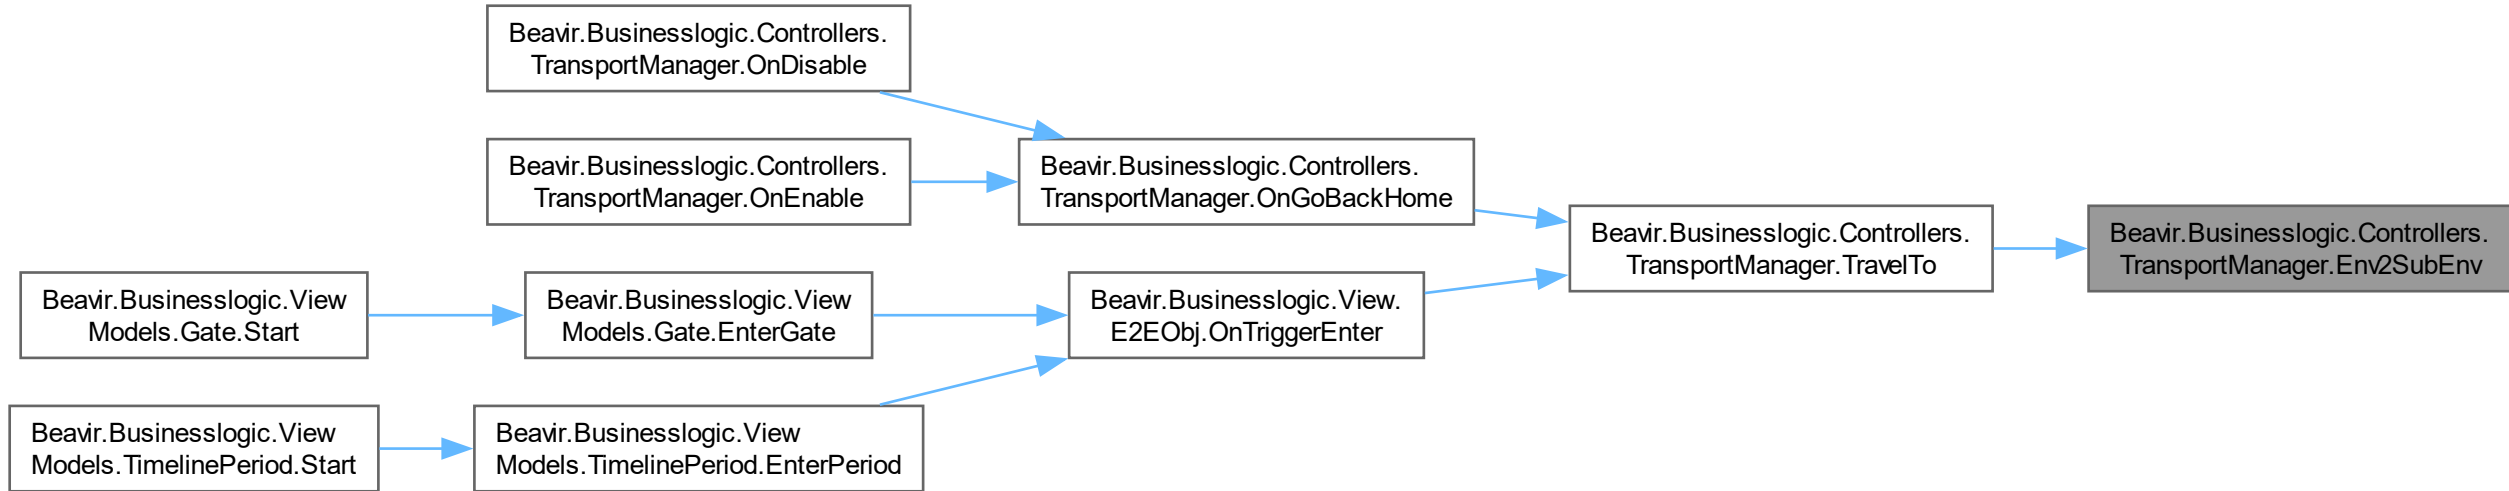 Beavir.Businesslogic.Controllers.
TransportManager.OnDisable
Beavir.Businesslogic.Controllers.
TransportManager.OnEnable
Beavir.Businesslogic.Controllers.
TransportManager.OnGoBackHome
Beavir.Businesslogic.Controllers.
TransportManager.TravelTo
Beavir.Businesslogic.Controllers.
TransportManager.Env2SubEnv
Beavir.Businesslogic.View
Models.Gate.Start
Beavir.Businesslogic.View
Models.Gate.EnterGate
Beavir.Businesslogic.View.
E2EObj.OnTriggerEnter
Beavir.Businesslogic.View
Models.TimelinePeriod.Start
Beavir.Businesslogic.View
Models.TimelinePeriod.EnterPeriod